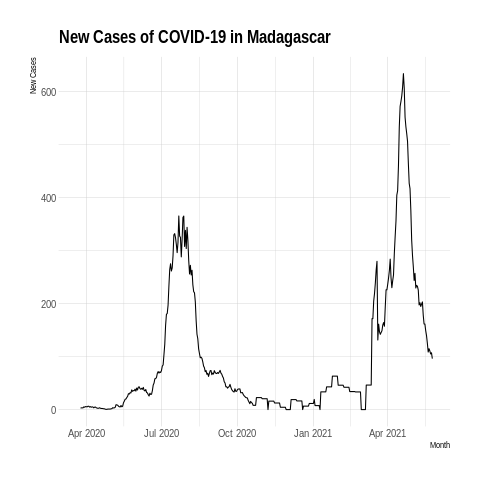 New Cases of COVID-19 in Madagascar
New Cases
600
400
200
0
Apr 2020 Jul 2020 Oct 2020 Jan 2021 Apr 2021
Month